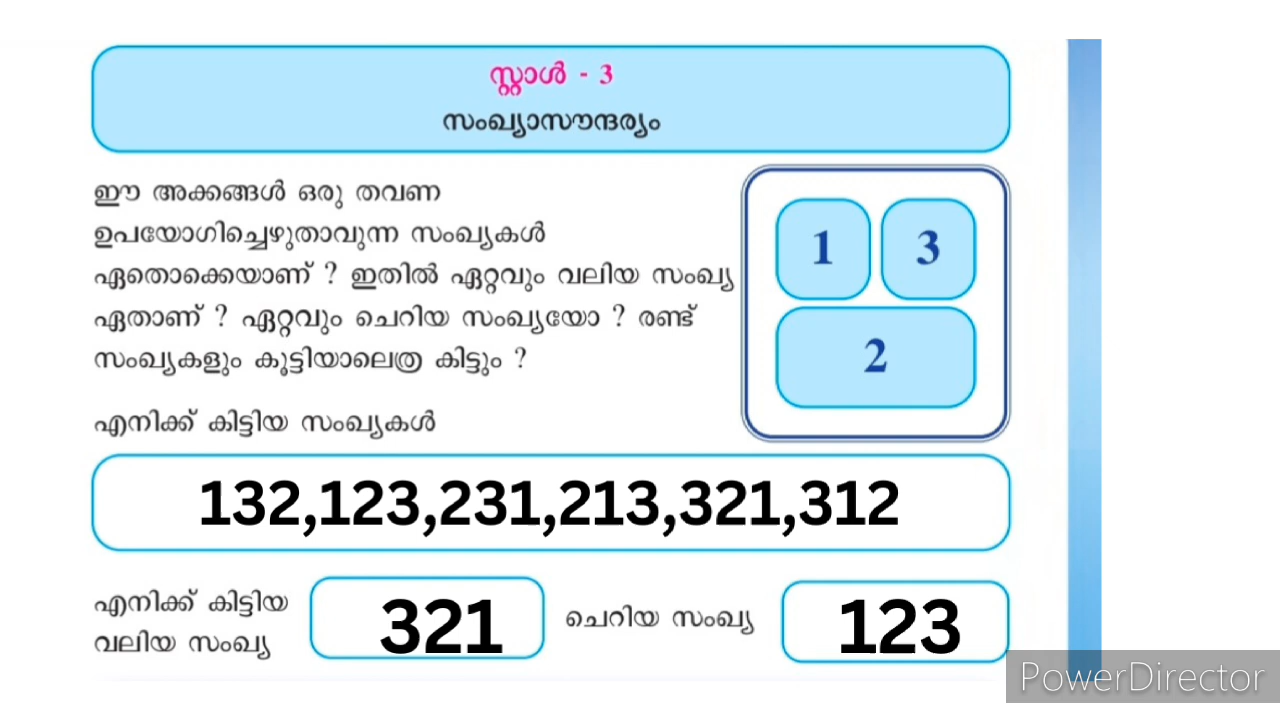 സ്റ്റാൾ - 3
സംഖ്യാസൗന്ദര്യം
ഈ അക്കങ്ങൾ ഒരു തവണ
ഉപയോഗിച്ചെഴുതാവുന്ന സംഖ്യകൾ
ഏതൊക്കെയാണ് ? ഇതിൽ ഏറ്റവും വലിയ സംഖ്യ
ഏതാണ് ? ഏറ്റവും ചെറിയ സംഖ്യയോ ? രണ്ട്
സംഖ്യകളും കൂട്ടിയാലെത്ര കിട്ടും ?
1 3
2
എനിക്ക് കിട്ടിയ സംഖ്യകൾ
132,123,231,213,321,312
എനിക്ക് കിട്ടിയ
വലിയ സംഖ്യ
321
ചെറിയ സംഖ്യ
123
PowerDirector